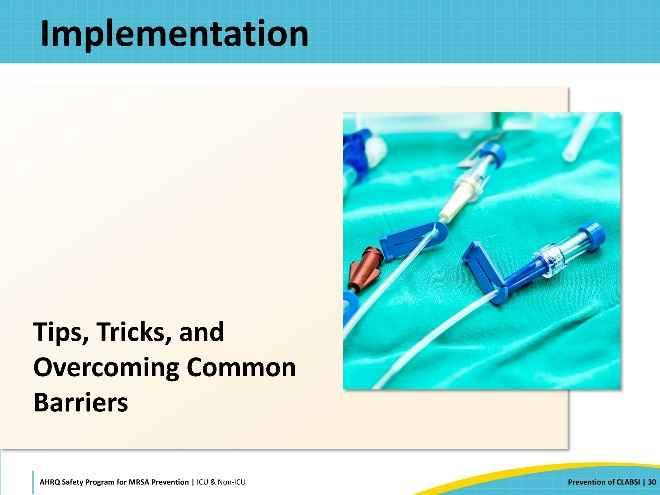 Implementation
Tips, Tricks, and
Overcoming Common
Barriers
AHRQ Safety Program for MRSA Prevention | ICU & Non-ICU
Prevention of CLABSI | 30